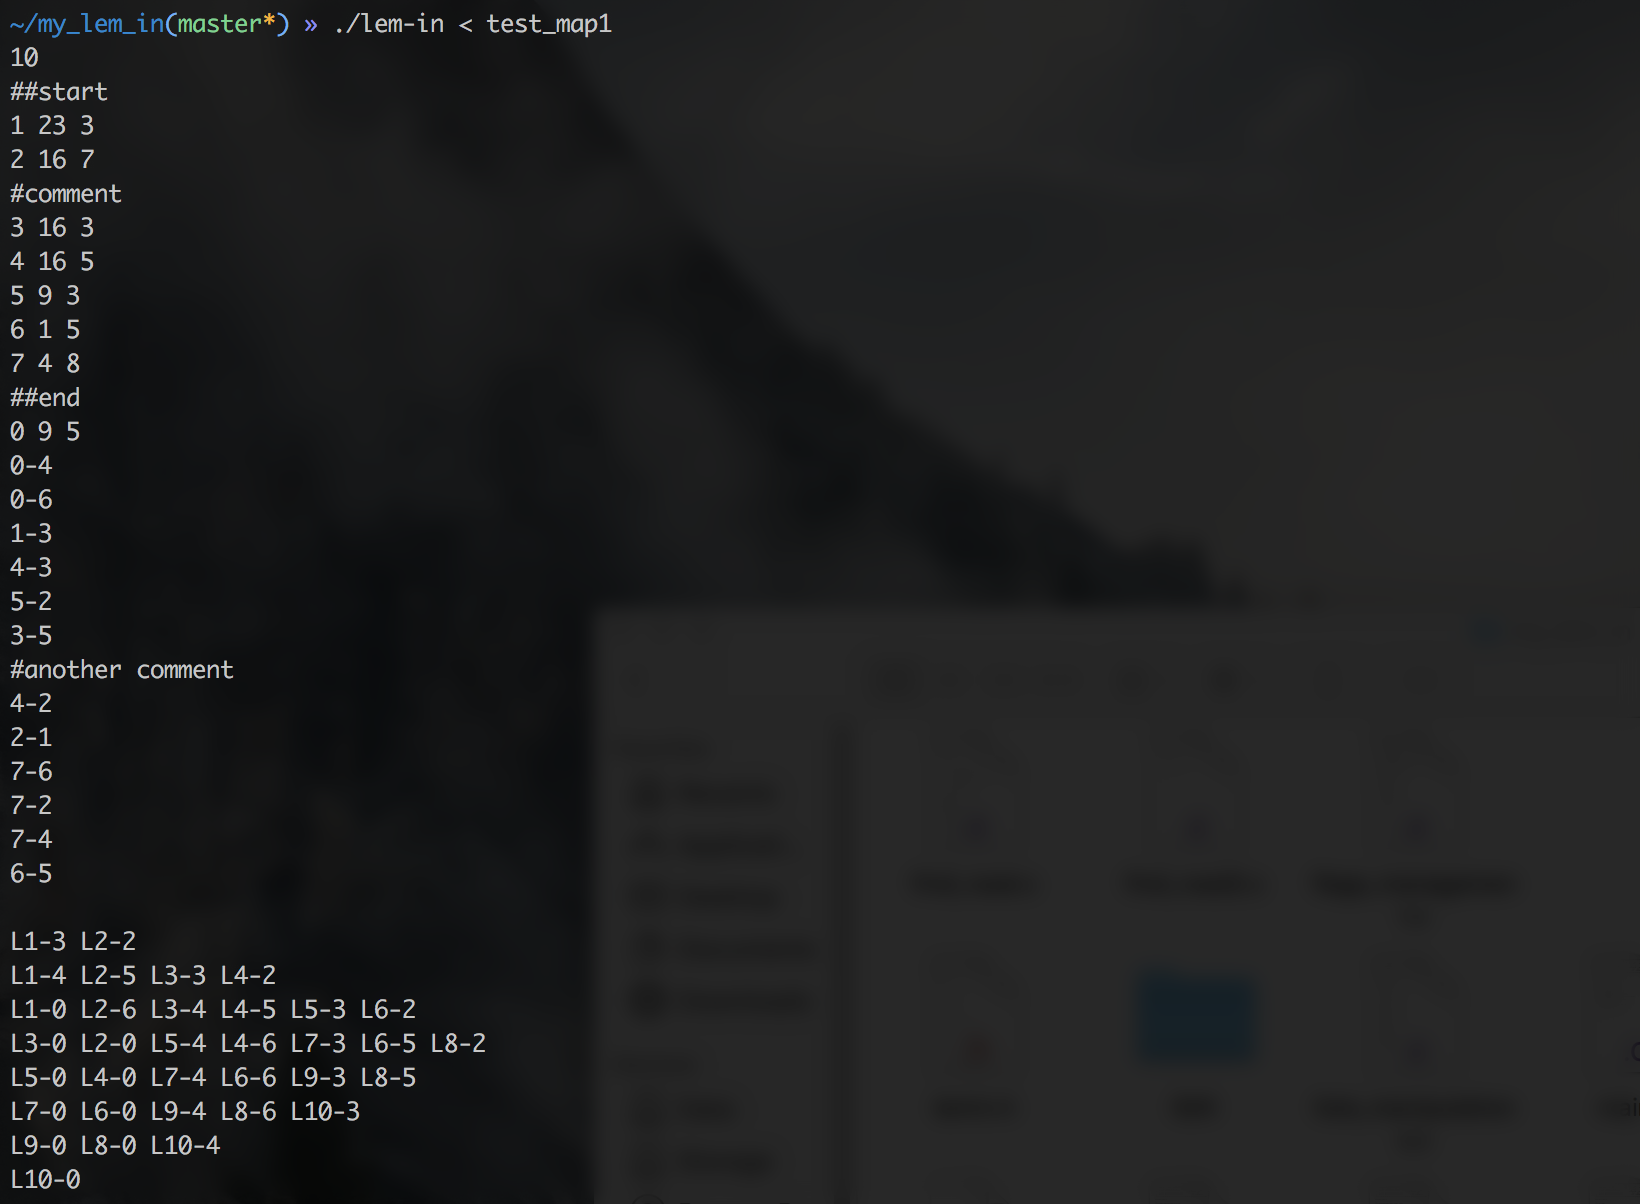 ~/my_lem_in(master*) » ./lem-in < test_map1
10
##start
1 23 3
2 16 7
#comment
3 16 3
4 16 5
5 9 3
6 1 5
7 4 8
##end
0 9 5
0-4
0-6
1-3
4-3
5-2
3-5
#another comment
4-2
2-1
7-6
7-2
7-4
6-5

L1-3 L2-2
L1-4 L2-5 L3-3 L4-2
L1-0 L2-6 L3-4 L4-5 L5-3 L6-2
L3-0 L2-0 L5-4 L4-6 L7-3 L6-5 L8-2
L5-0 L4-0 L7-4 L6-6 L9-3 L8-5
L7-0 L6-0 L9-4 L8-6 L10-3
L9-0 L8-0 L10-4
L10-0